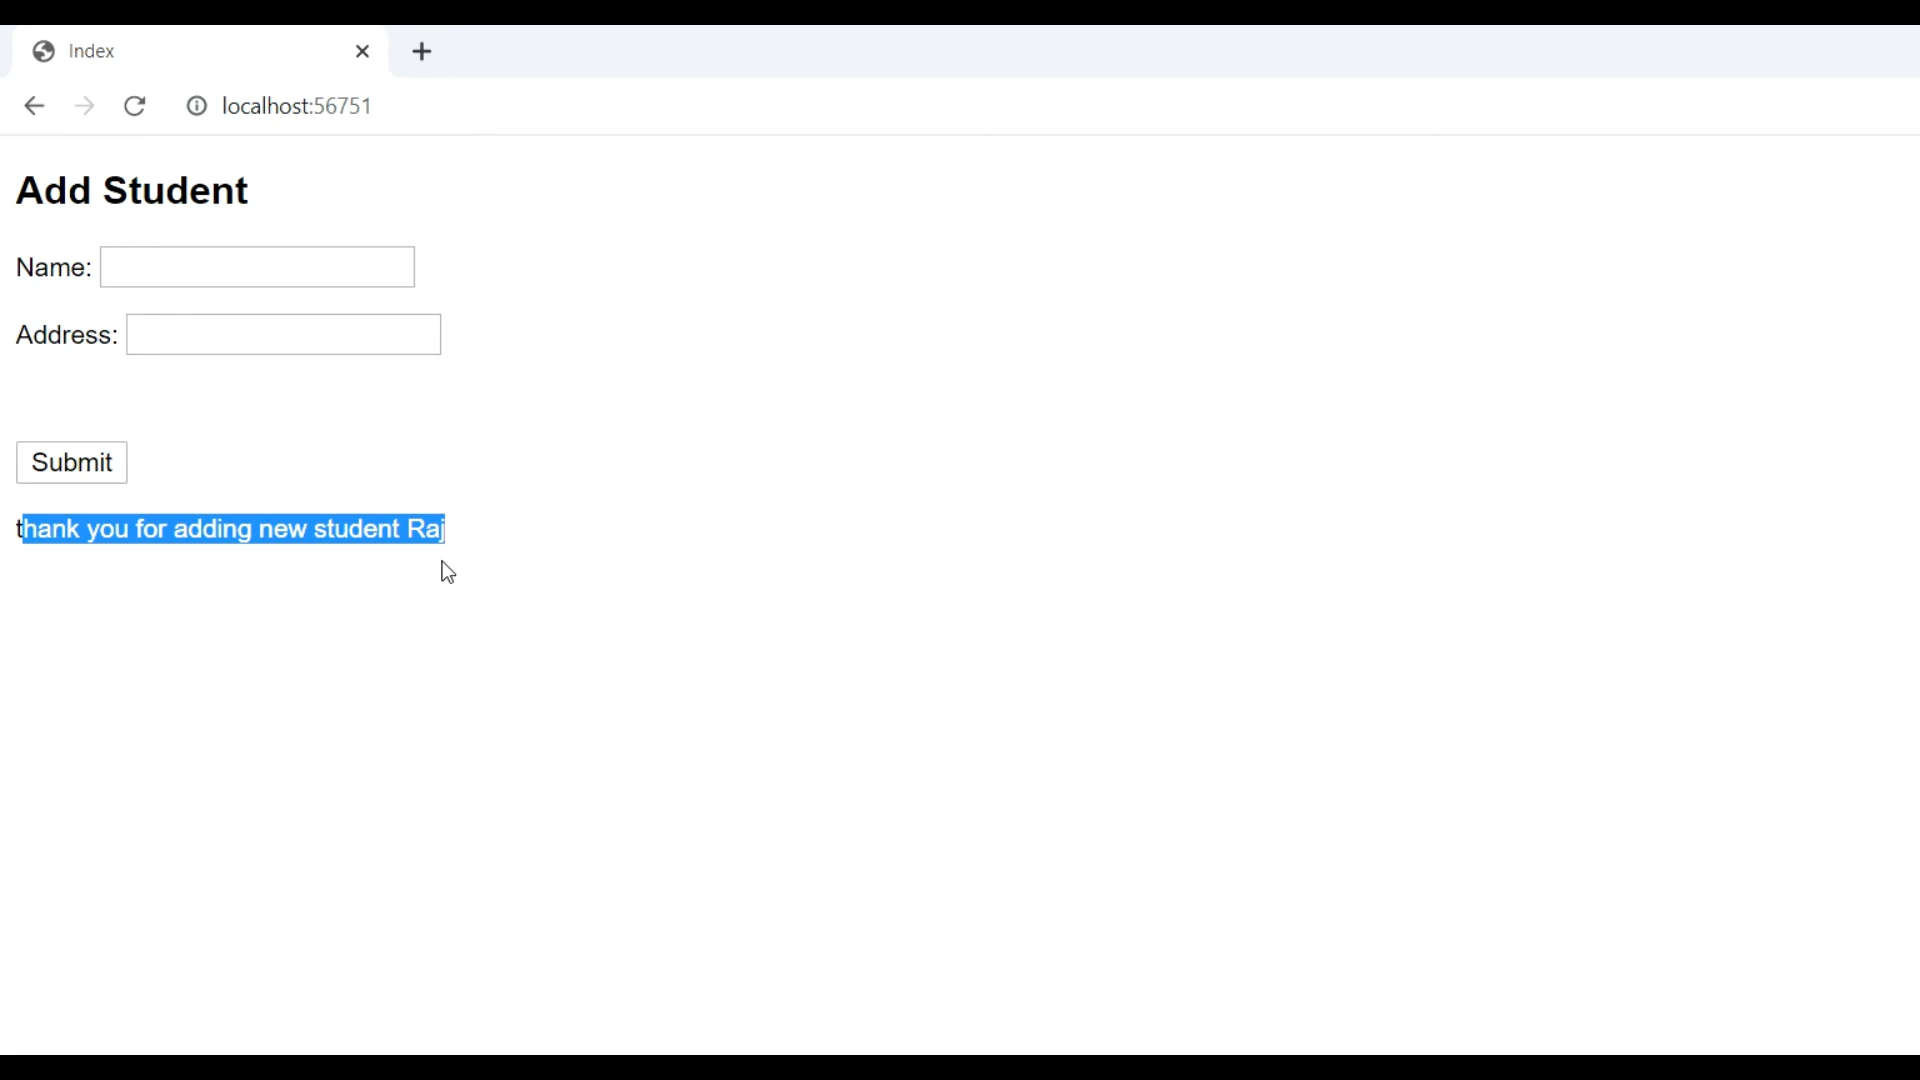 Index
localhost:56751
Add Student
Name:
Address:
Submit
thank you for adding new student Raj